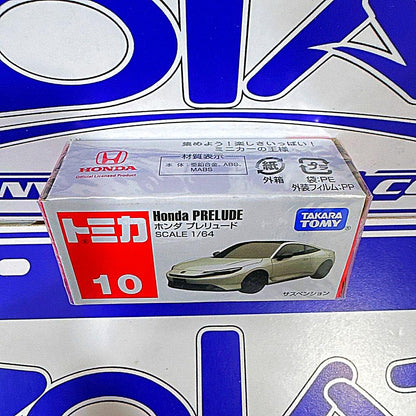 集めよう!楽しさいっぱい!
ミニカーの王様
HONDA
Official Licensed Product
材質表示
本 体:亜鉛合金、ABS、
MABS
紙
外箱
プラ
袋:PE
外装フィルム:PP
トミカ
10
Honda PRELUDE
ホンダ プレリュード
SCALE 1/64
TAKARA
TOMY
サスペンション